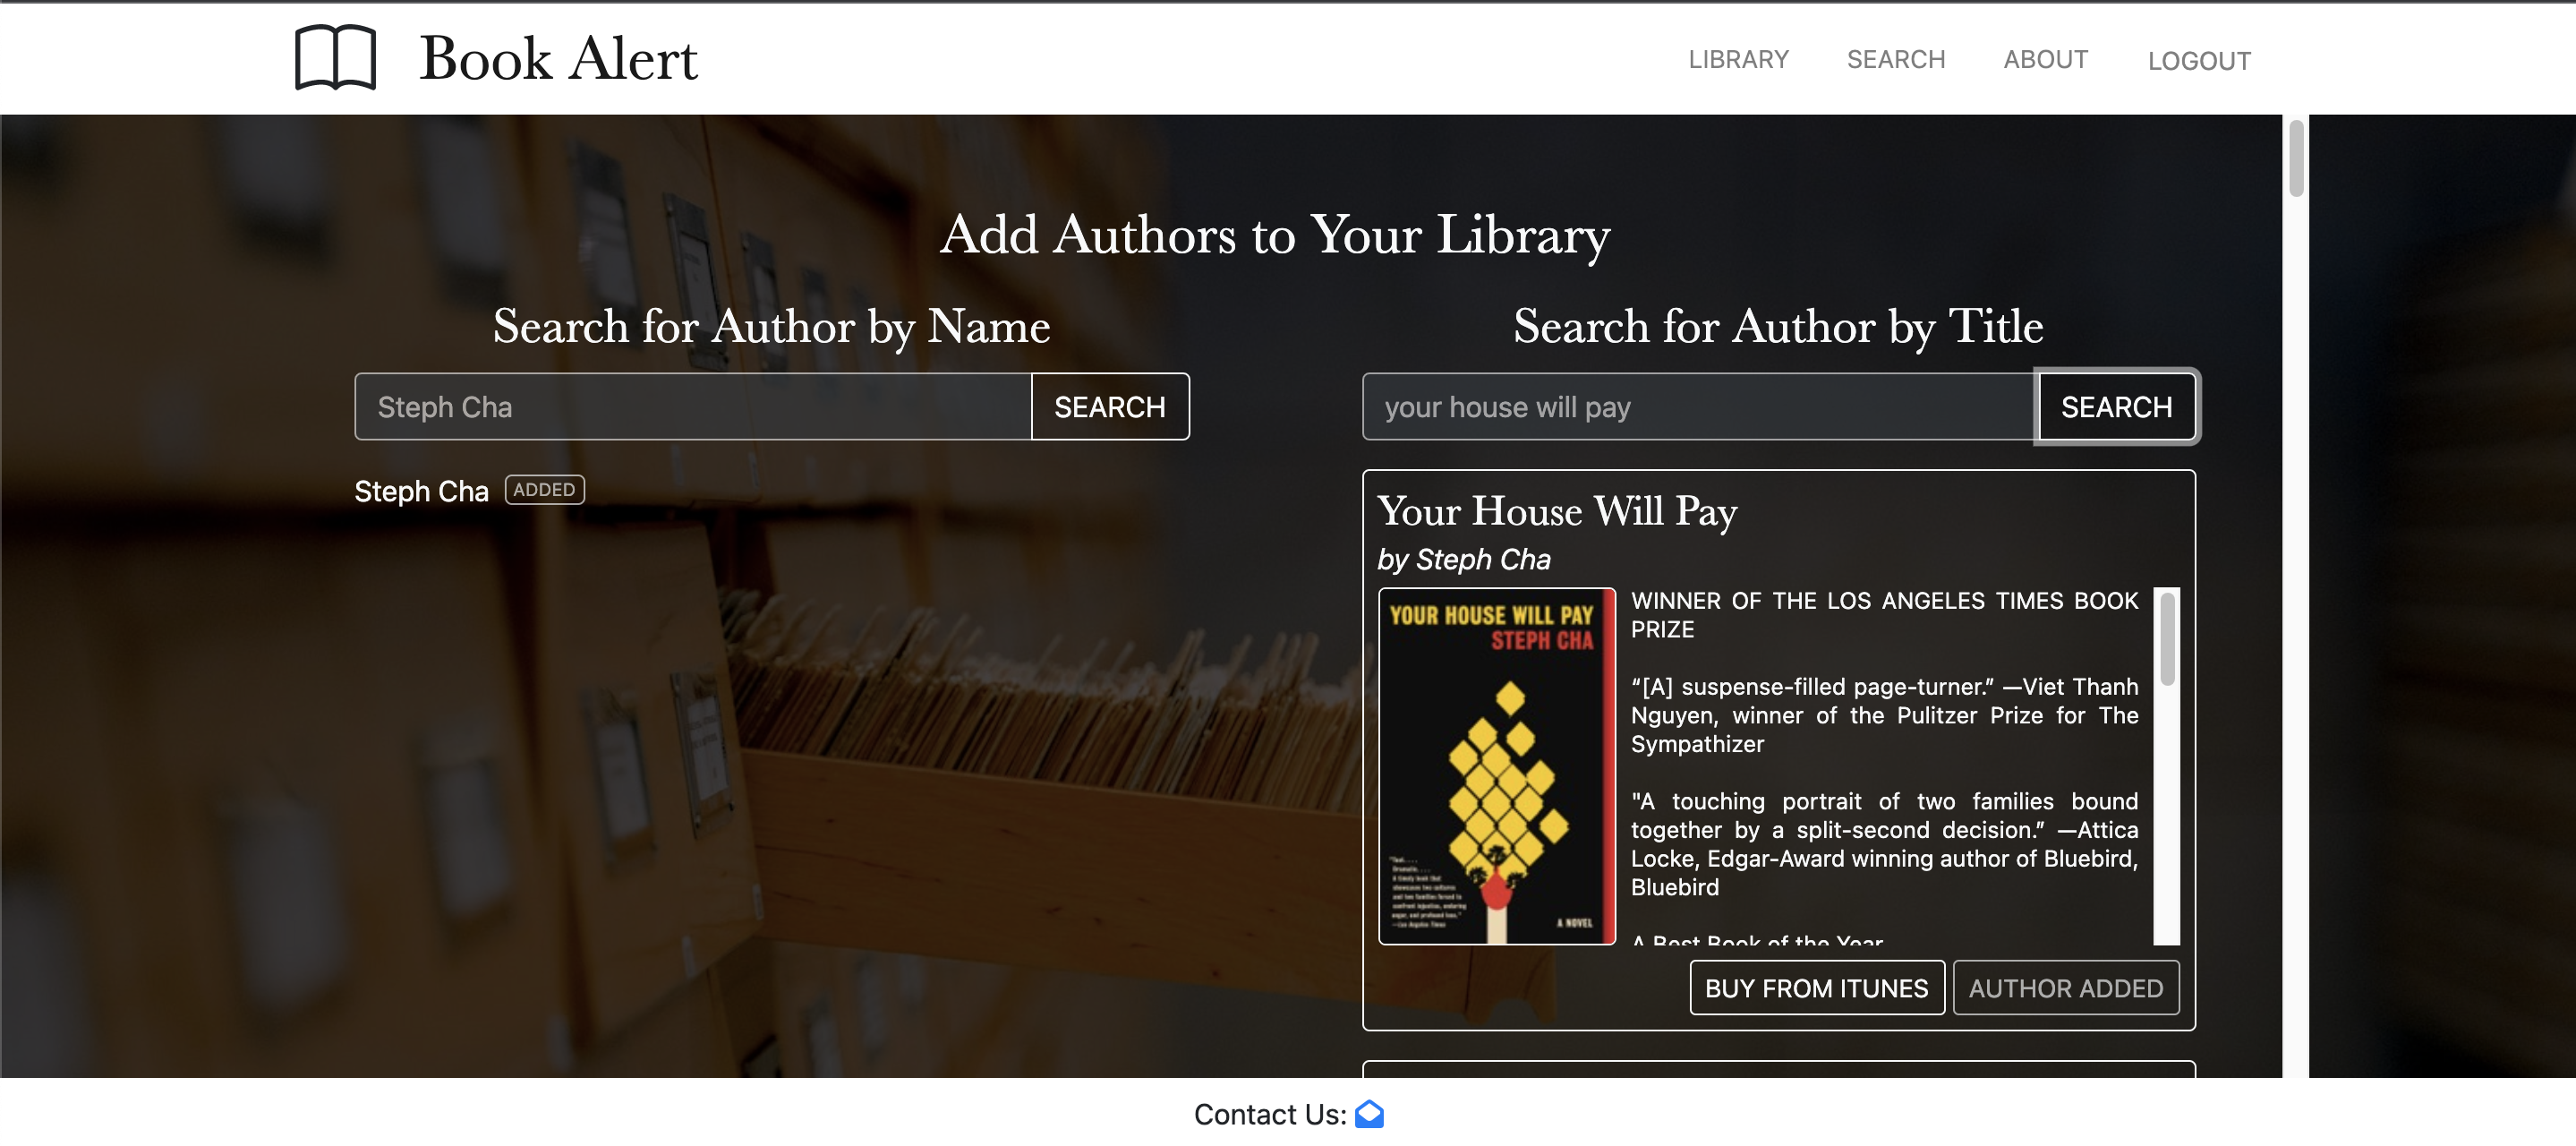 Book Alert
LIBRARY
SEARCH
ABOUT
LOGOUT
Add Authors to Your Library
Search for Author by Name
Steph Cha
SEARCH
Steph Cha ADDED
Search for Author by Title
your house will pay
SEARCH
Your House Will Pay
by Steph Cha
YOUR HOUSE WILL PAY
STEPH CHA
A NOVEL
WINNER OF THE LOS ANGELES TIMES BOOK
PRIZE
“[A] suspense-filled page-turner.” —Viet Thanh
Nguyen, winner of the Pulitzer Prize for The
Sympathizer
"A touching portrait of two families bound
together by a split-second decision.” —Attica
Locke, Edgar-Award winning author of Bluebird,
Bluebird
A Best Book of the Year
BUY FROM ITUNES
AUTHOR ADDED
Contact Us: